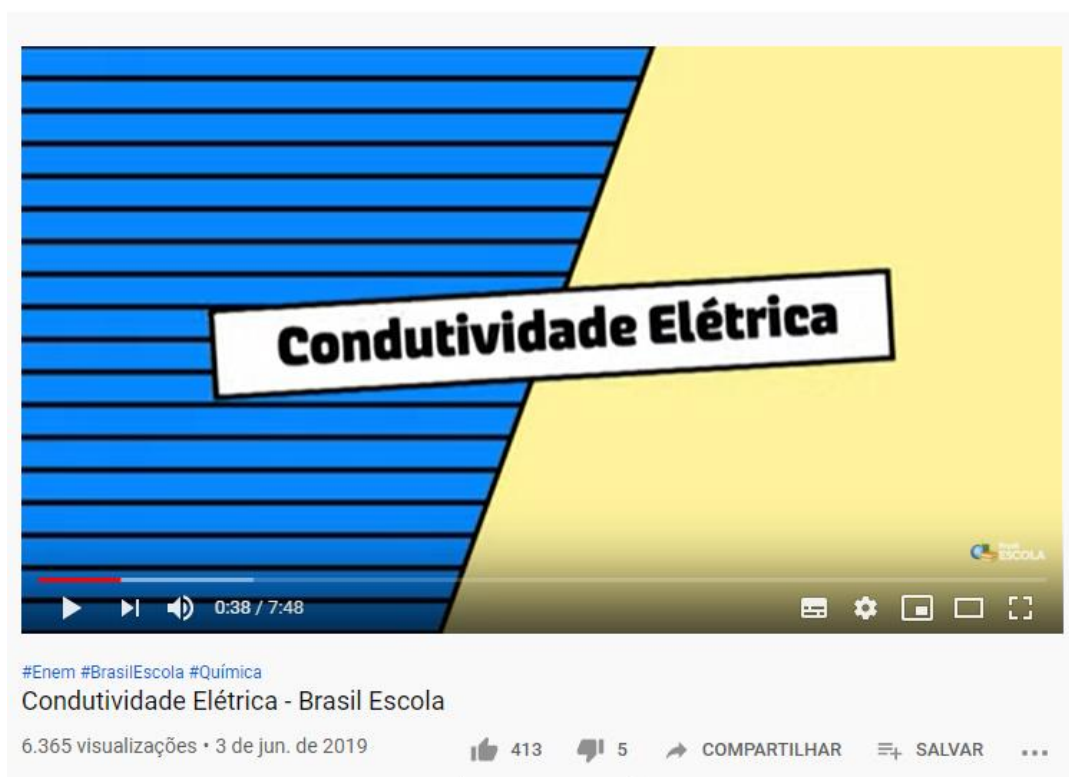 Condutividade Elétrica
Brasil ESCOLA
0:38 / 7:48
#Enem #BrasilEscola #Química
Condutividade Elétrica - Brasil Escola
6.365 visualizações • 3 de jun. de 2019 413 5 COMPARTILHAR SALVAR